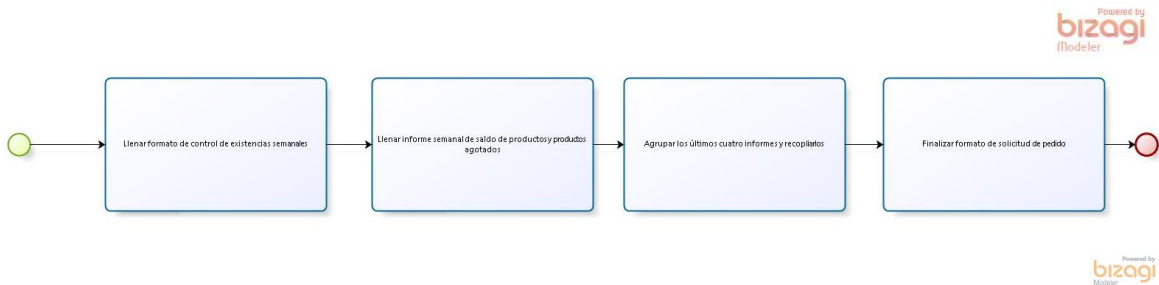 Powered by
bizagi
Modeler
Llenar formato de control de existencias semanales
Llenar informe semanal de saldo de productos y productos
agotados
Agrupar los últimos cuatro informes y recopilarlos
Finalizar formato de solicitud de pedido
Powered by
bizagi
Modeler